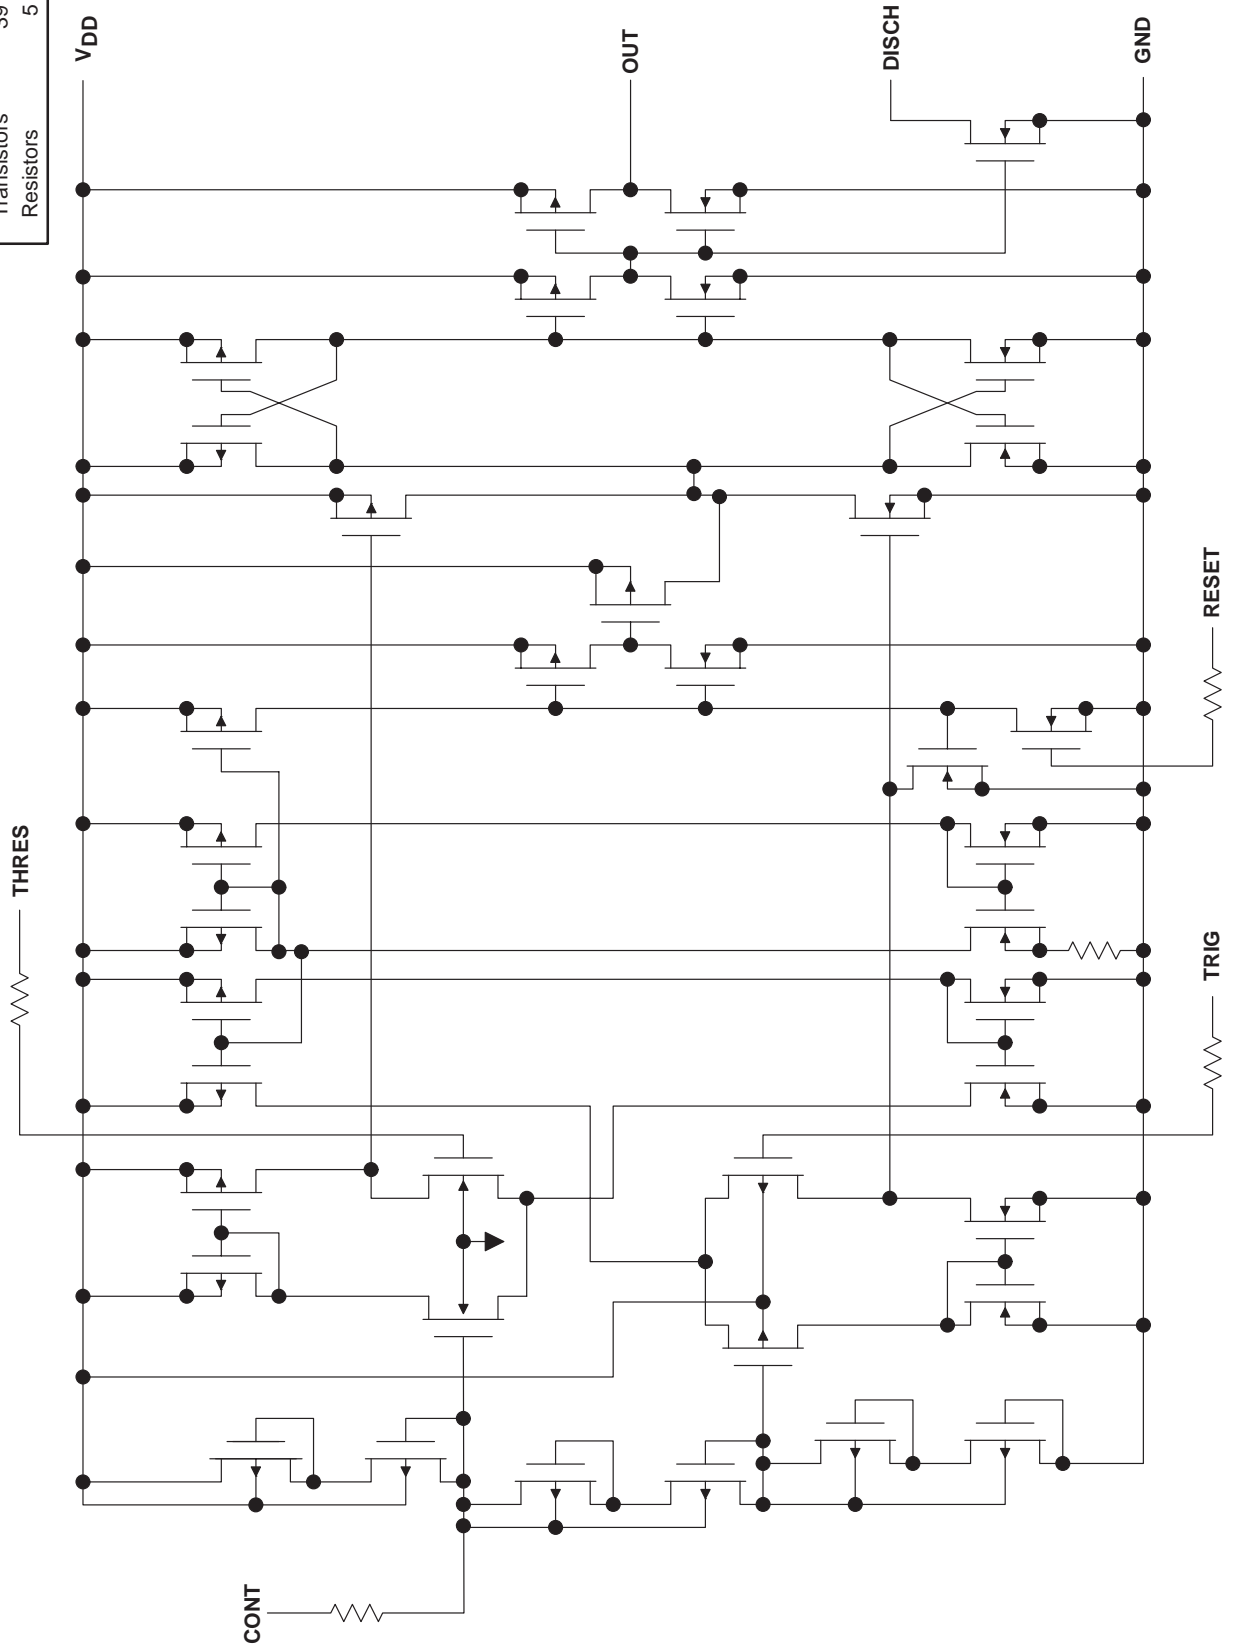 Transistors 39
Resistors 5
VDD
OUT
DISCH
GND
RESET
THRES
TRIG
CONT